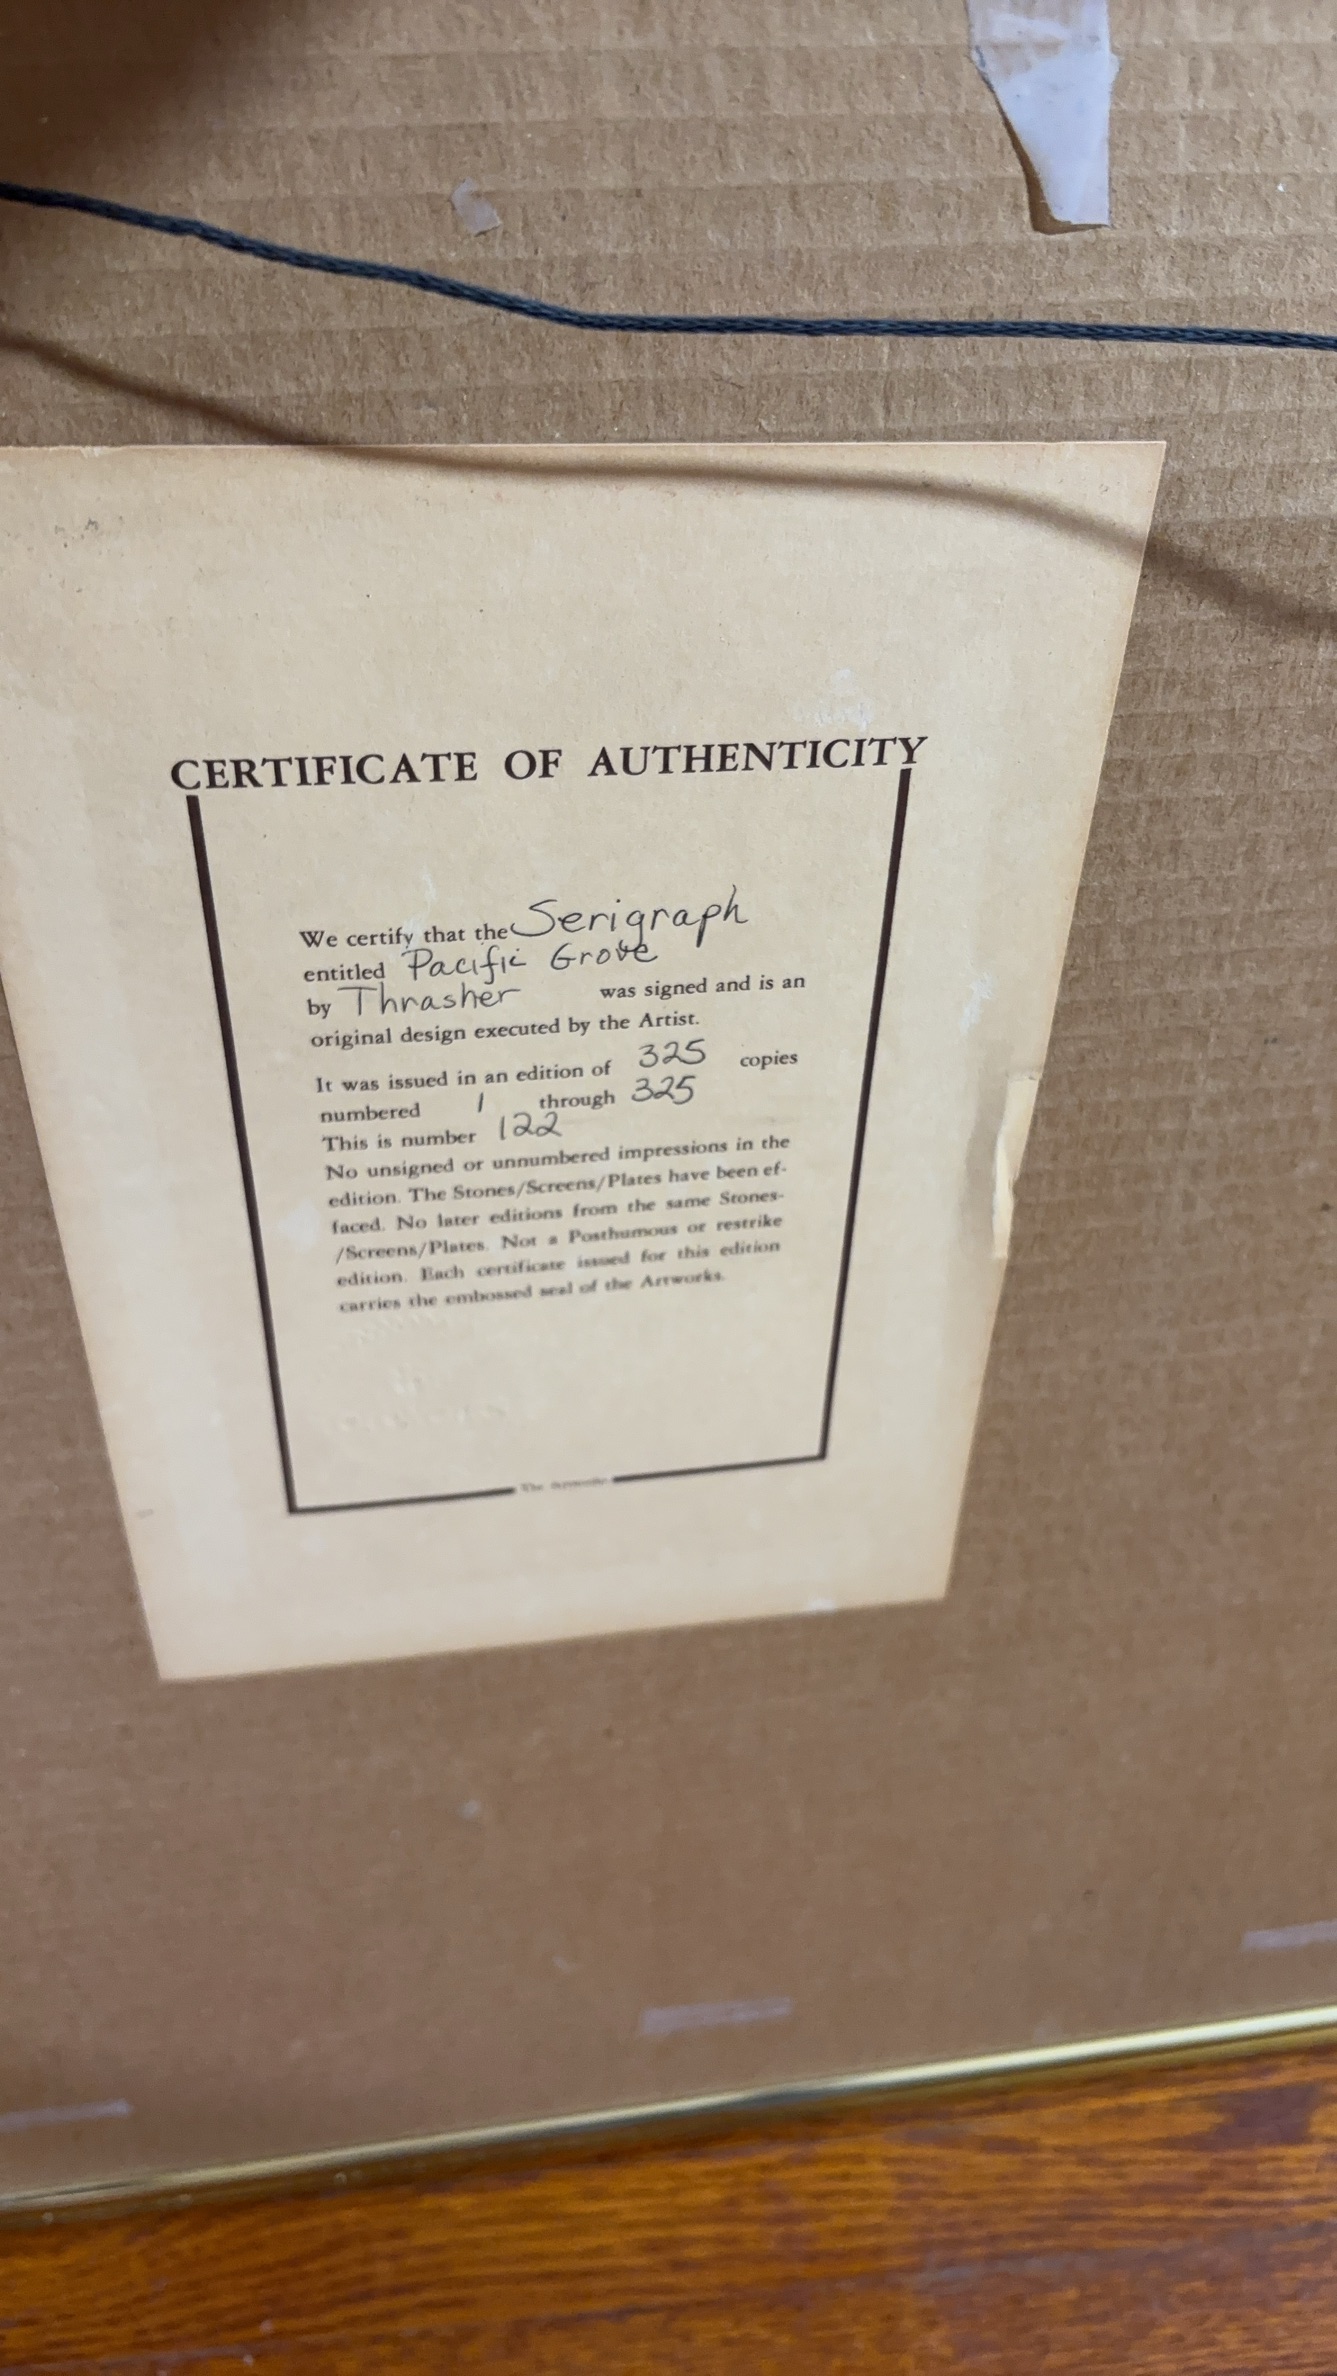 CERTIFICATE OF AUTHENTICITY
We certify that the Serigraph
entitled Pacific Grove
by Thrasher was signed and is an
original design executed by the Artist.
It was issued in an edition of 325 copies
numbered 1 through 325
This is number 122
No unsigned or unnumbered impressions in the
edition. The Stones/Screens/Plates have been ef-
faced. No later editions from the same Stones-
/Screens/Plates. Not a Posthumous or restrike
edition. Each certificate issued for this edition
carries the embossed seal of the Artworks.
The Artworks